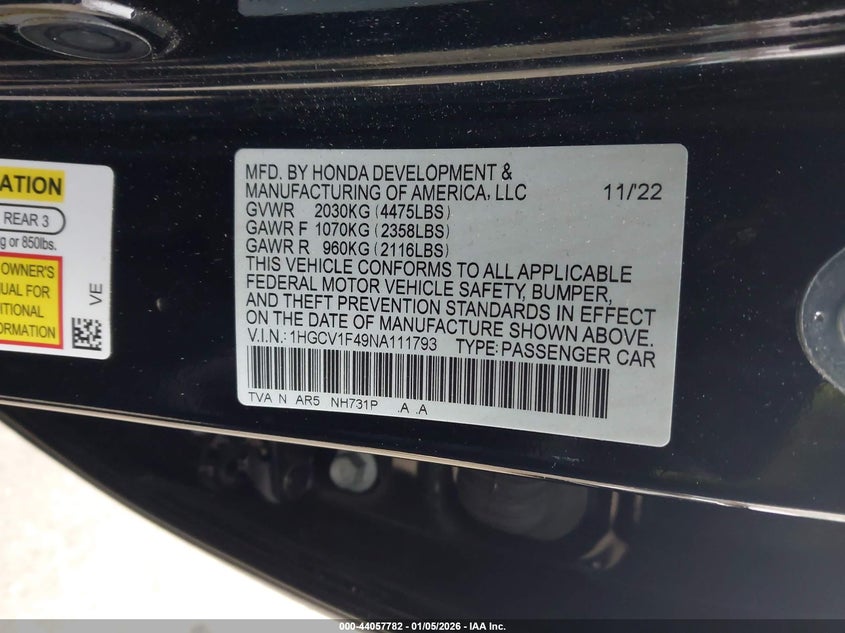 ATION
REAR 3
g or 850lbs.
OWNER'S
UAL FOR
ITIONAL
ORMATION
VE
MFD. BY HONDA DEVELOPMENT &
MANUFACTURING OF AMERICA, LLC 11/'22
GVWR 2030KG (4475LBS)
GAWR F 1070KG (2358LBS)
GAWR R 960KG (2116LBS)
THIS VEHICLE CONFORMS TO ALL APPLICABLE
FEDERAL MOTOR VEHICLE SAFETY, BUMPER,
AND THEFT PREVENTION STANDARDS IN EFFECT
ON THE DATE OF MANUFACTURE SHOWN ABOVE.
V.I.N.: 1HGCV1F49NA111793 TYPE: PASSENGER CAR
TVA N AR5 NH731P .A .A
000-44057782 - 01/05/2026 - IAA Inc.